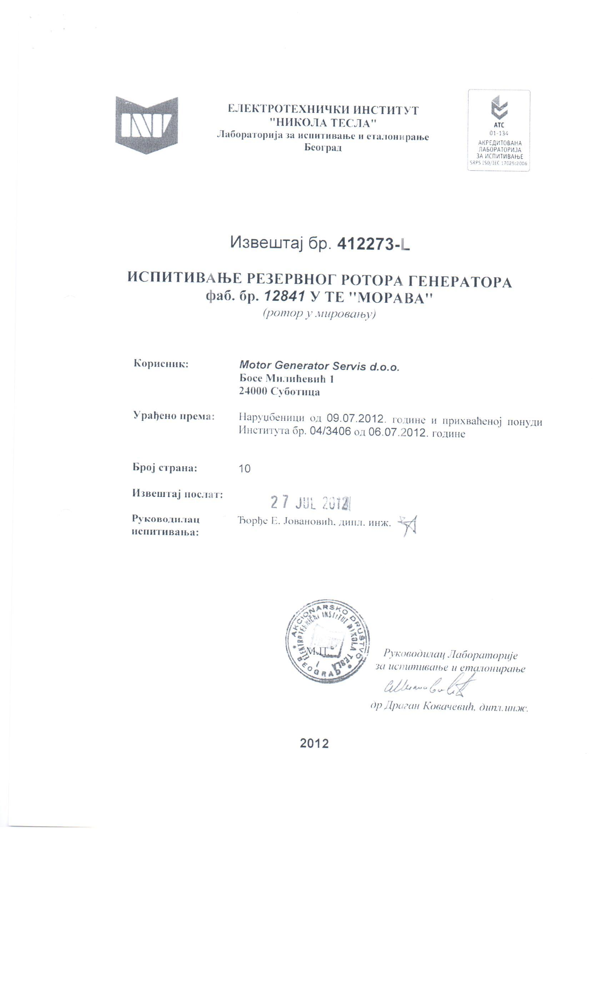 ЕЛЕКТРОТЕХНИЧКИ ИНСТИТУТ
"НИКОЛА ТЕСЛА"
Лабораторија за испитивање и еталонирање
Београд
АТС
01-134
АКРЕДИТОВАНА
ЛАБОРАТОРИЈА
ЗА ИСПИТИВАЊЕ
SRPS ISO/IEC 17025:2006
Извештај бр. 412273-L
ИСПИТИВАЊЕ РЕЗЕРВНОГ РОТОРА ГЕНЕРАТОРА
фаб. бр. 12841 У ТЕ "МОРАВА"
(ротор у мировању)
Корисник: Motor Generator Servis d.o.o.
Босе Милићевић 1
24000 Суботица
Урађено према: Наруџбеници од 09.07.2012. године и прихваћеној понуди
Института бр. 04/3406 од 06.07.2012. године
Број страна: 10
Извештај послат: 27 JUL 2012
Руководилац испитивања: Ђорђе Е. Јовановић, дипл. инж.
AKCIONARSKO DRUŠTVO
ELEKTROTEHNIČKI INSTITUT NIKOLA TESLA
BEOGRAD
М.П.
Руководилац Лабораторије
за испитивање и еталонирање
др Драган Ковачевић, дипл.инж.
2012